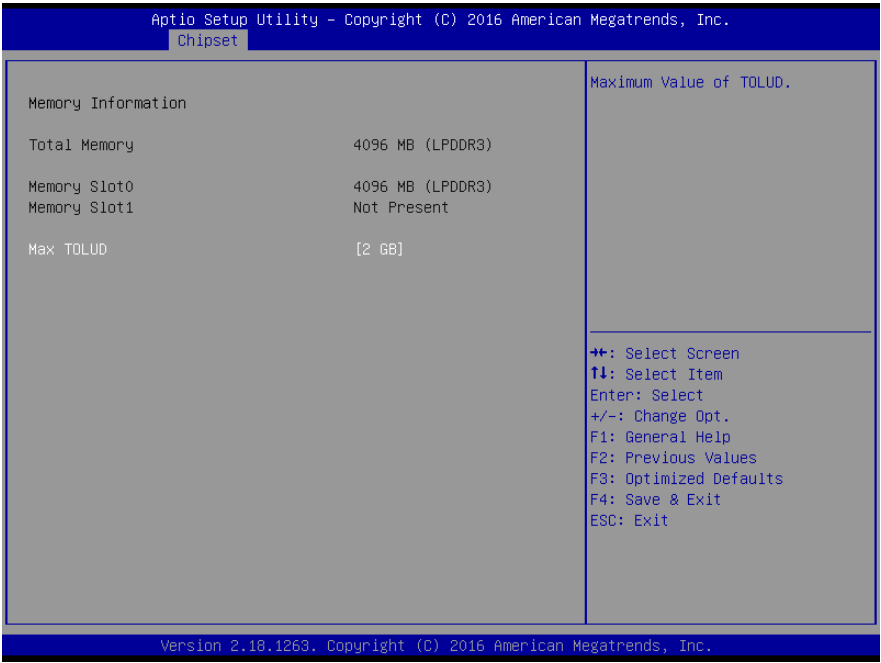 Aptio Setup Utility – Copyright (C) 2016 American Megatrends, Inc.
Chipset
Memory Information
Total Memory 4096 MB (LPDDR3)
Memory Slot0 4096 MB (LPDDR3)
Memory Slot1 Not Present
Max TOLUD [2 GB]
Maximum Value of TOLUD.
→←: Select Screen
↑↓: Select Item
Enter: Select
+/-: Change Opt.
F1: General Help
F2: Previous Values
F3: Optimized Defaults
F4: Save & Exit
ESC: Exit
Version 2.18.1263. Copyright (C) 2016 American Megatrends, Inc.